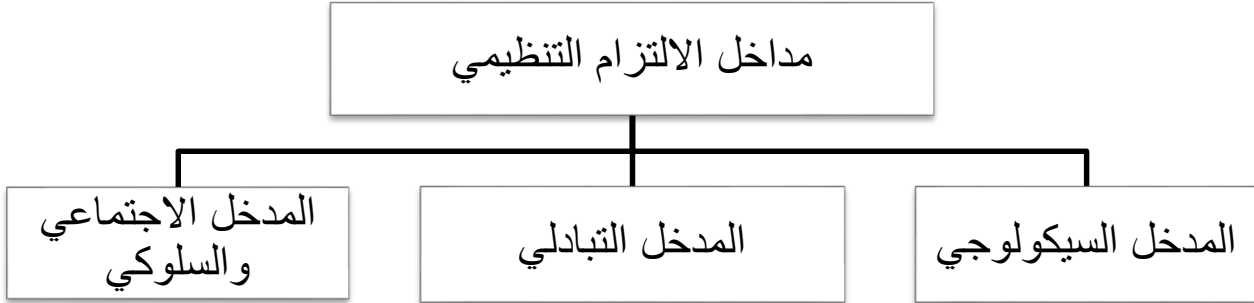 مداخل الالتزام التنظيمي
المدخل السيكولوجي
المدخل التبادلي
المدخل الاجتماعي
والسلوكي